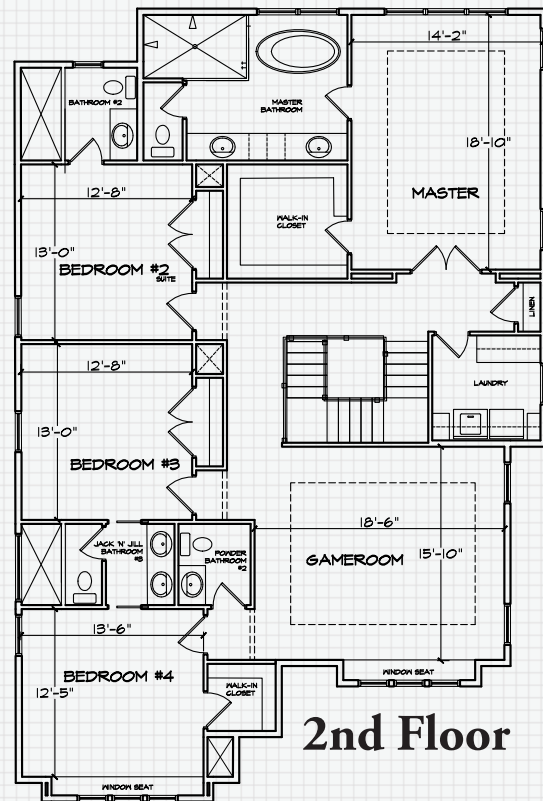 14'-2"
BATHROOM #2
MASTER
BATHROOM
18'-10"
12'-8"
MASTER
WALK-IN
CLOSET
13'-0"
BEDROOM #2
SUITE
LINEN
12'-8"
LAUNDRY
13'-0"
BEDROOM #3
18'-6"
JACK 'N' JILL
BATHROOM
#3
POWDER
BATHROOM
#2
GAMEROOM
15'-10"
13'-6"
BEDROOM #4
WINDOW SEAT
12'-5"
WALK-IN
CLOSET
2nd Floor
WINDOW SEAT